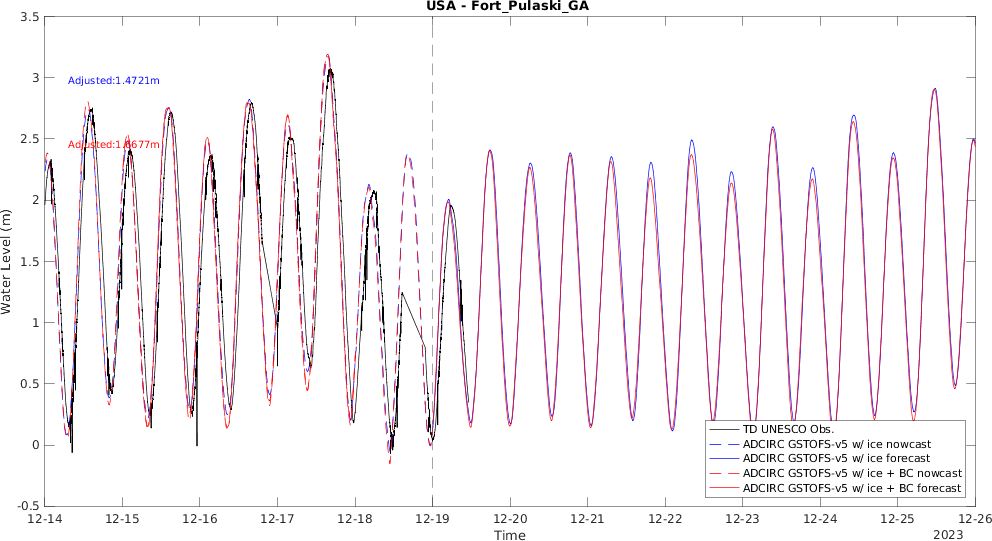 USA - Fort_Pulaski_GA
3.5
3
2.5
2
1.5
1
0.5
0
-0.5
Water Level (m)
Adjusted:1.4721m
Adjusted:1.6677m
TD UNESCO Obs.
ADCIRC GSTOFS-v5 w/ ice nowcast
ADCIRC GSTOFS-v5 w/ ice forecast
ADCIRC GSTOFS-v5 w/ ice + BC nowcast
ADCIRC GSTOFS-v5 w/ ice + BC forecast
12-14 12-15 12-16 12-17 12-18 12-19 12-20 12-21 12-22 12-23 12-24 12-25 12-26
Time
2023